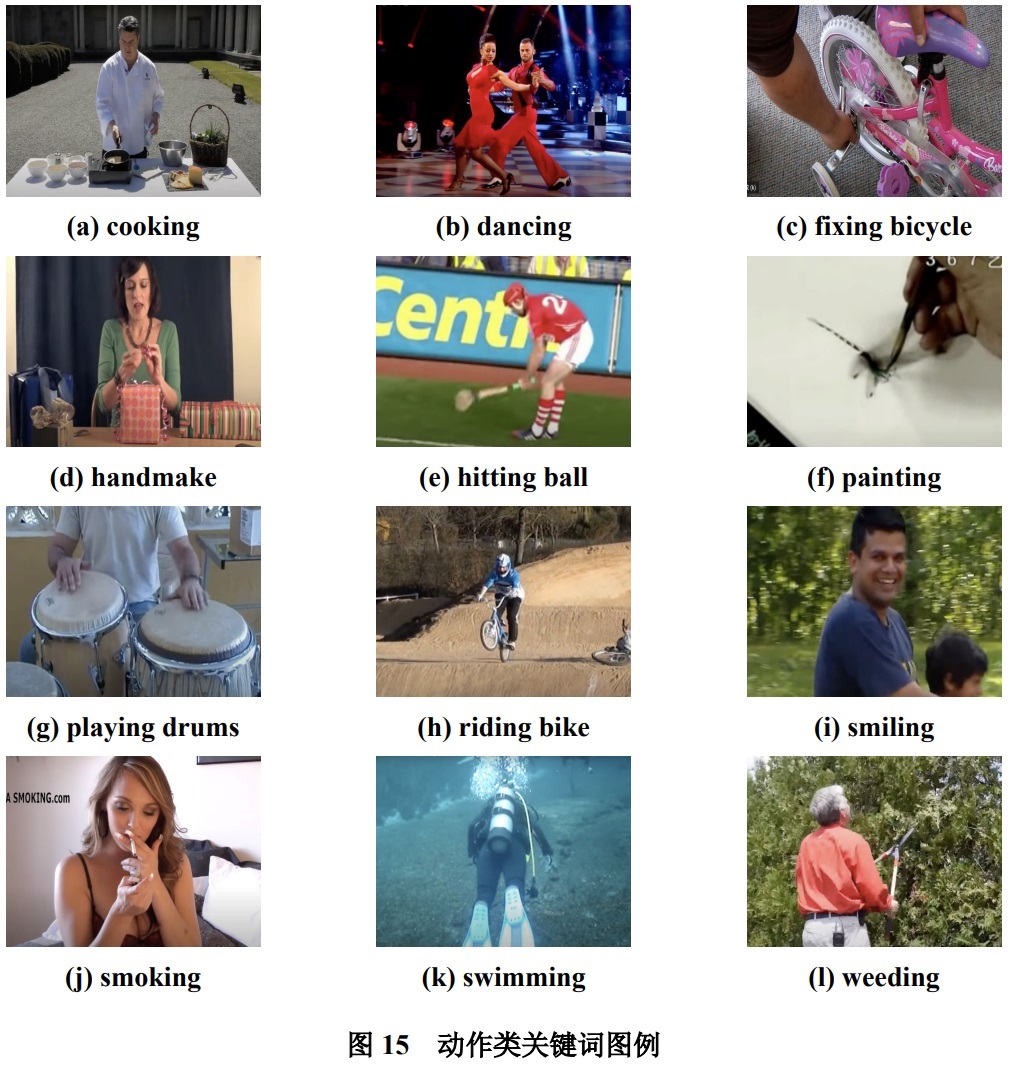 (a) cooking
(b) dancing
(c) fixing bicycle
Centr
2
(d) handmake
(e) hitting ball
(f) painting
(g) playing drums
(h) riding bike
(i) smiling
A SMOKING.com
(j) smoking
(k) swimming
(l) weeding
图 15 动作类关键词图例